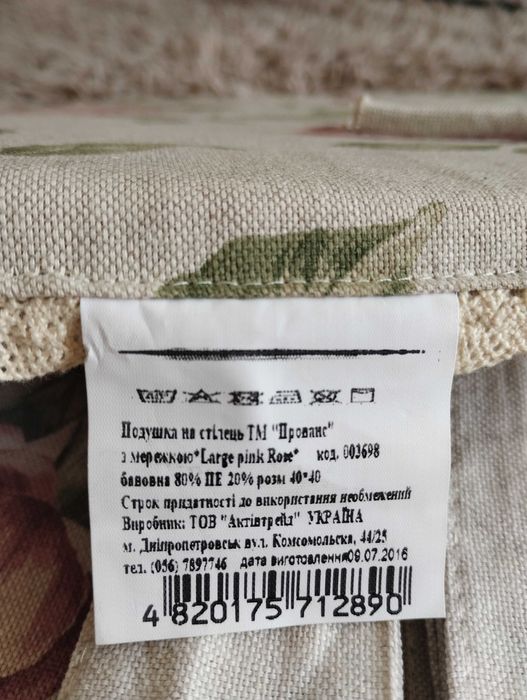 Подушка на стілець ТМ "Прованс"
з мережкою*Large pink Rose* код. 003698
бавовна 80% ПЕ 20% розм 40*40
Строк придатності до використання необмежений
Виробник: ТОВ "Актівтрейд" УКРАЇНА
м. Дніпропетровськ вул. Комсомольська, 44/25
тел. (056) 7897746 дата виготовлення09.07.2016
4 820175 712890